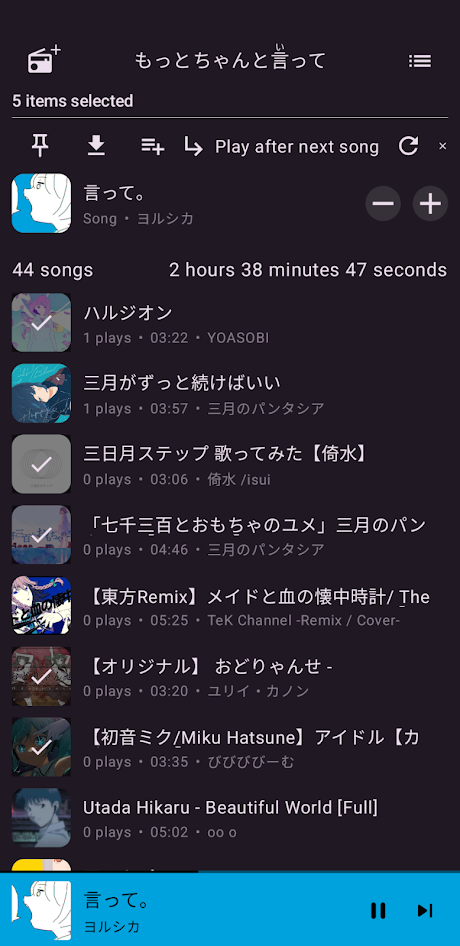 もっとちゃんと言って
い
5 items selected
Play after next song
言って。
Song • ヨルシカ
44 songs
2 hours 38 minutes 47 seconds
ハルジオン
1 plays • 03:22 • YOASOBI
三月がずっと続けばいい
1 plays • 03:57 • 三月のパンタシア
三日月ステップ 歌ってみた【倚水】
0 plays • 03:06 • 倚水 /isui
「七千三百とおもちゃのユメ」三月のパン
0 plays • 04:46 • 三月のパンタシア
【東方Remix】メイドと血の懐中時計/ The
0 plays • 05:25 • TeK Channel -Remix / Cover-
【オリジナル】 おどりゃんせ -
0 plays • 03:20 • ユリイ・カノン
【初音ミク/Miku Hatsune】アイドル【カ
0 plays • 03:35 • びびびびーむ
Utada Hikaru - Beautiful World [Full]
0 plays • 05:02 • oo o
言って。
ヨルシカ